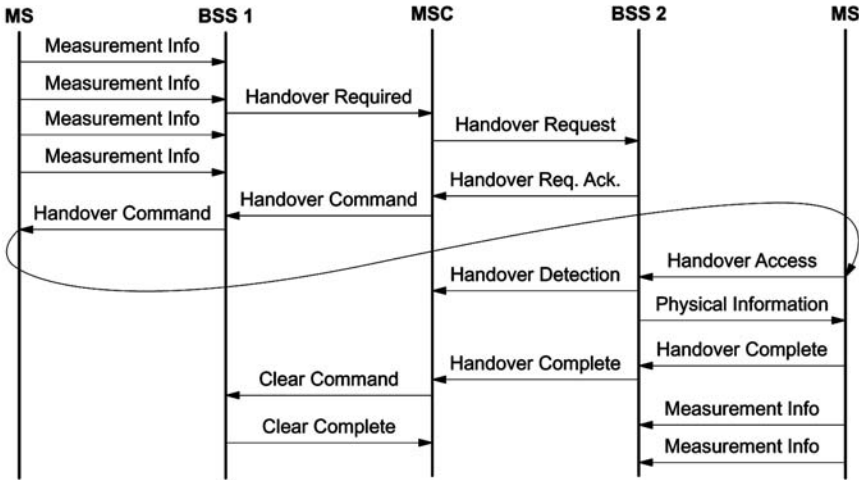 MS BSS 1 MSC BSS 2 MS
Measurement Info
Measurement Info
Handover Required
Measurement Info
Handover Request
Measurement Info
Handover Req. Ack.
Handover Command
Handover Command
Handover Access
Handover Detection
Physical Information
Handover Complete
Handover Complete
Clear Command
Measurement Info
Clear Complete
Measurement Info